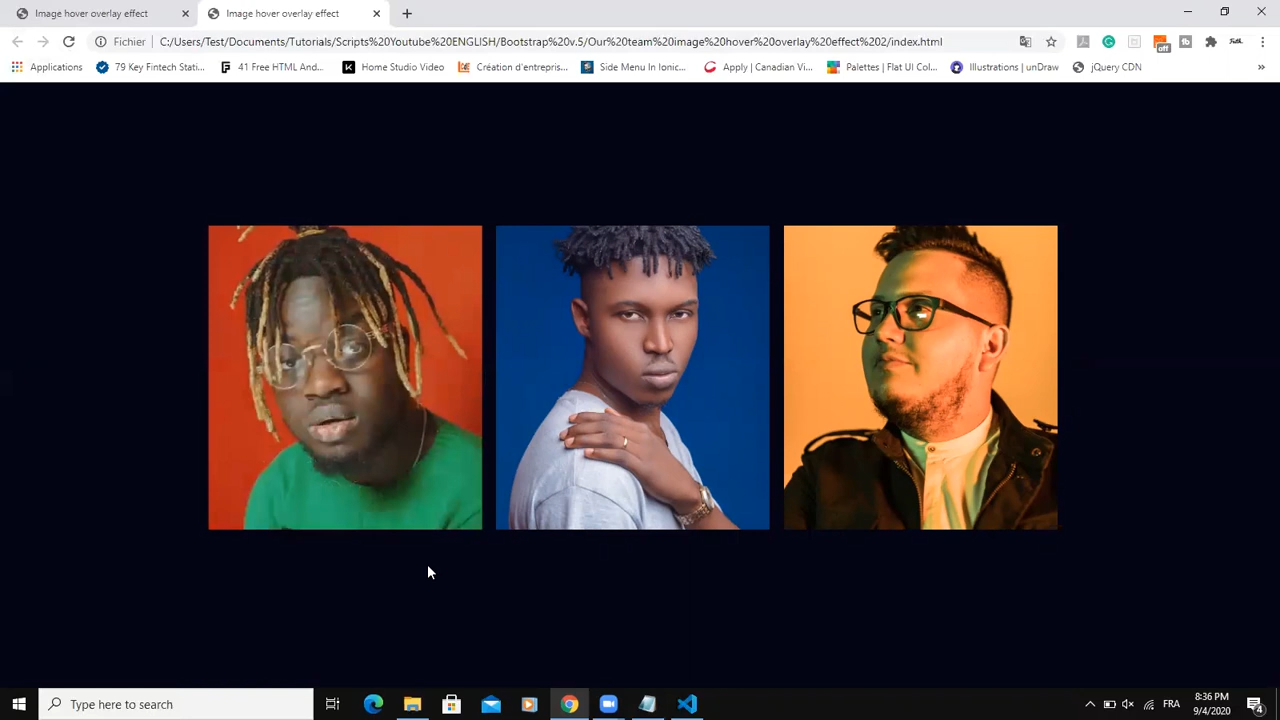 Image hover overlay effect
Image hover overlay effect
Fichier C:/Users/Test/Documents/Tutorials/Scripts%20Youtube%20ENGLISH/Bootstrap%20v.5/Our%20team%20image%20hover%20overlay%20effect%202/index.html
off
Applications 79 Key Fintech Stati... 41 Free HTML And... Home Studio Video Création d'entrepris... Side Menu In Ionic... Apply | Canadian Vi... Palettes | Flat UI Col... Illustrations | unDraw jQuery CDN
Type here to search
FRA
8:36 PM
9/4/2020
4